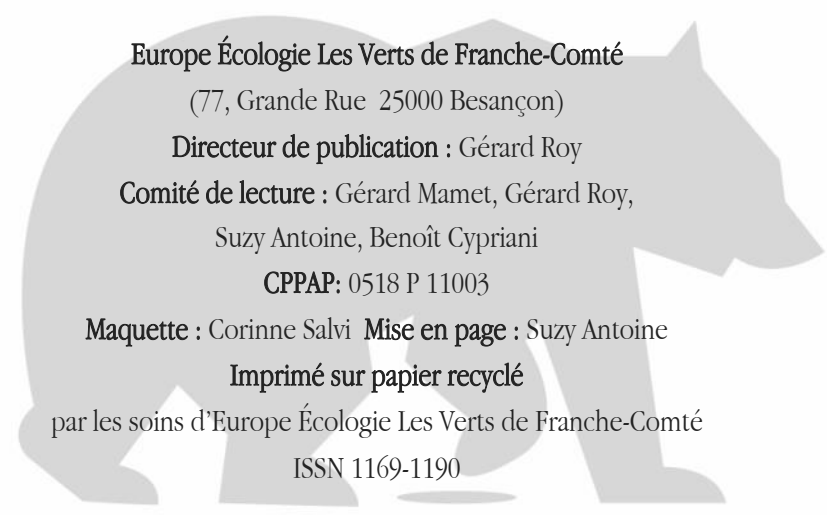 Europe Écologie Les Verts de Franche-Comté
(77, Grande Rue 25000 Besançon)
Directeur de publication : Gérard Roy
Comité de lecture : Gérard Mamet, Gérard Roy,
Suzy Antoine, Benoît Cypriani
CPPAP: 0518 P 11003
Maquette : Corinne Salvi Mise en page : Suzy Antoine
Imprimé sur papier recyclé
par les soins d'Europe Écologie Les Verts de Franche-Comté
ISSN 1169-1190